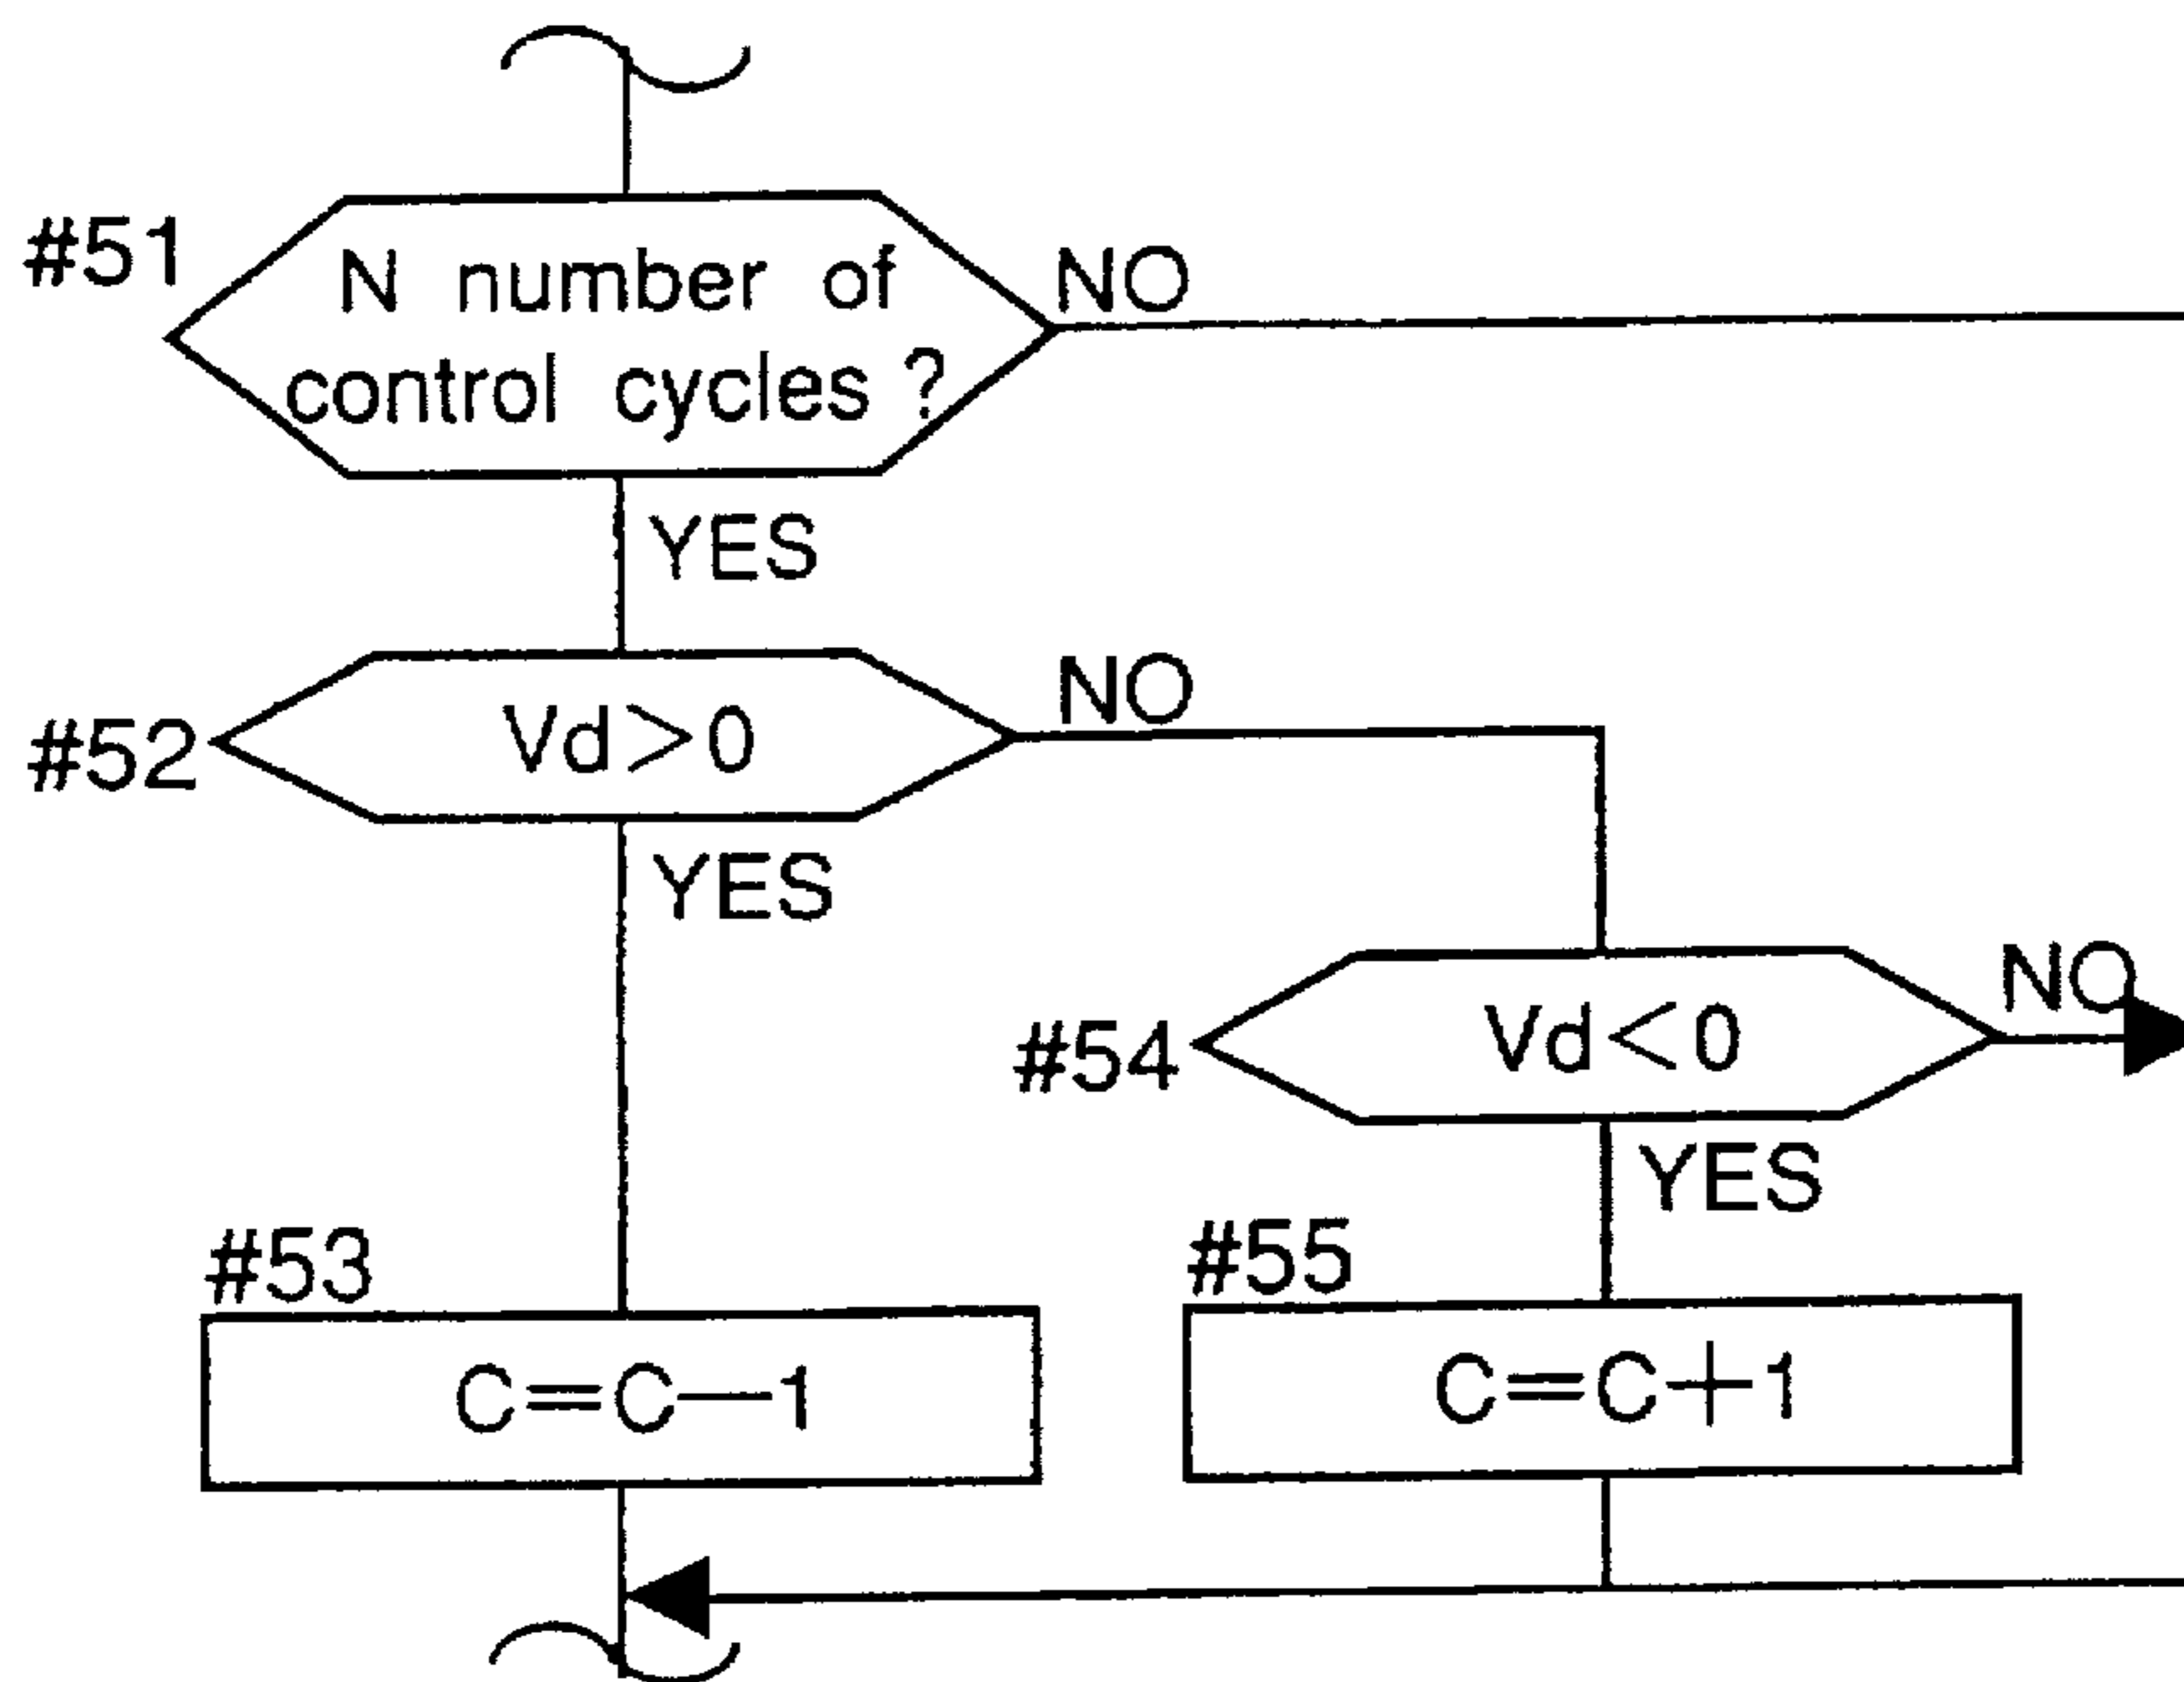 #51
N number of
control cycles ?
NO
YES
#52
Vd>0
NO
YES
#54
Vd<0
NO
YES
#53
C=C—1
#55
C=C+1